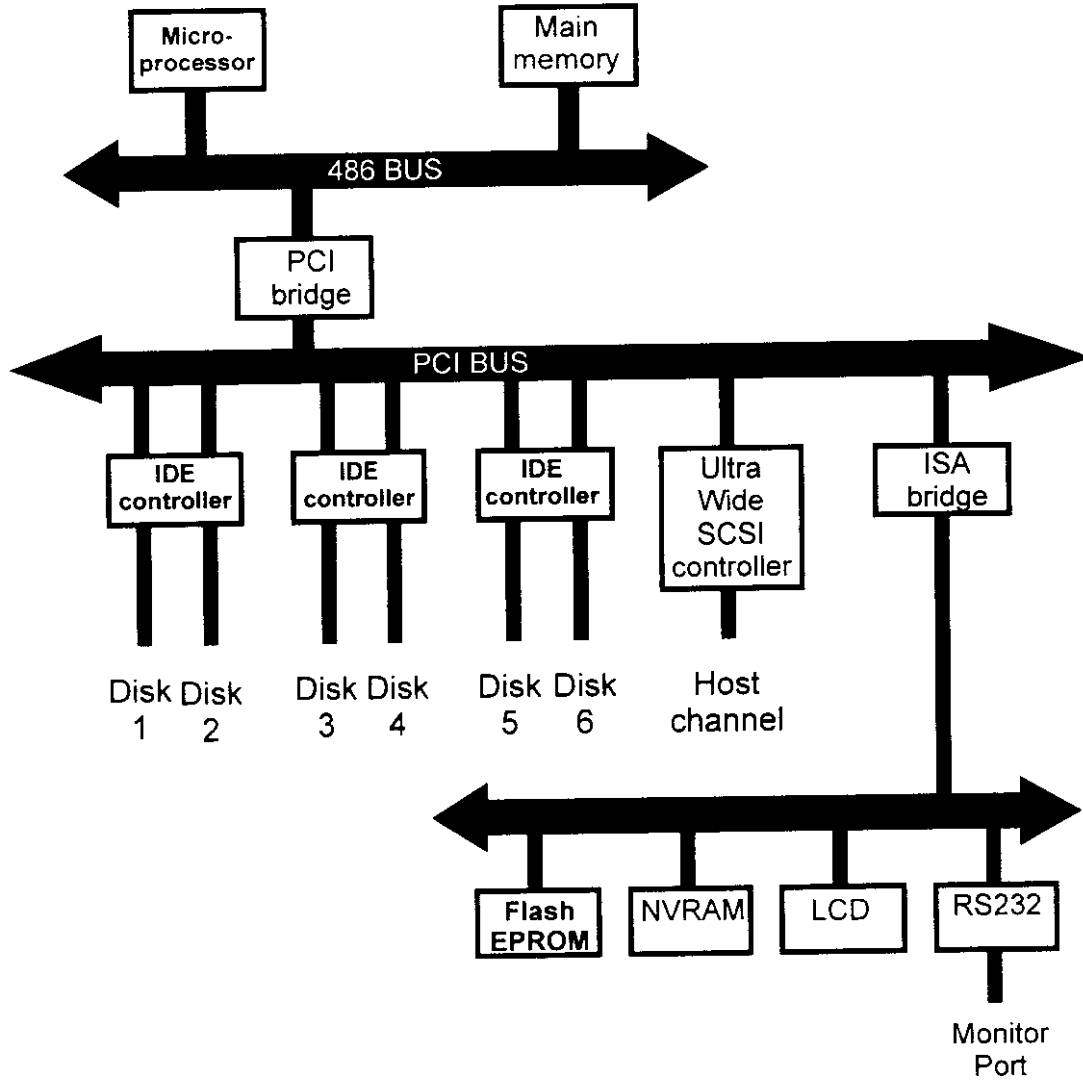 Micro-
processor
Main
memory
486 BUS
PCI
bridge
PCI BUS
IDE
controller
IDE
controller
IDE
controller
Ultra
Wide
SCSI
controller
ISA
bridge
Disk
1
Disk
2
Disk
3
Disk
4
Disk
5
Disk
6
Host
channel
Flash
EPROM
NVRAM
LCD
RS232
Monitor
Port